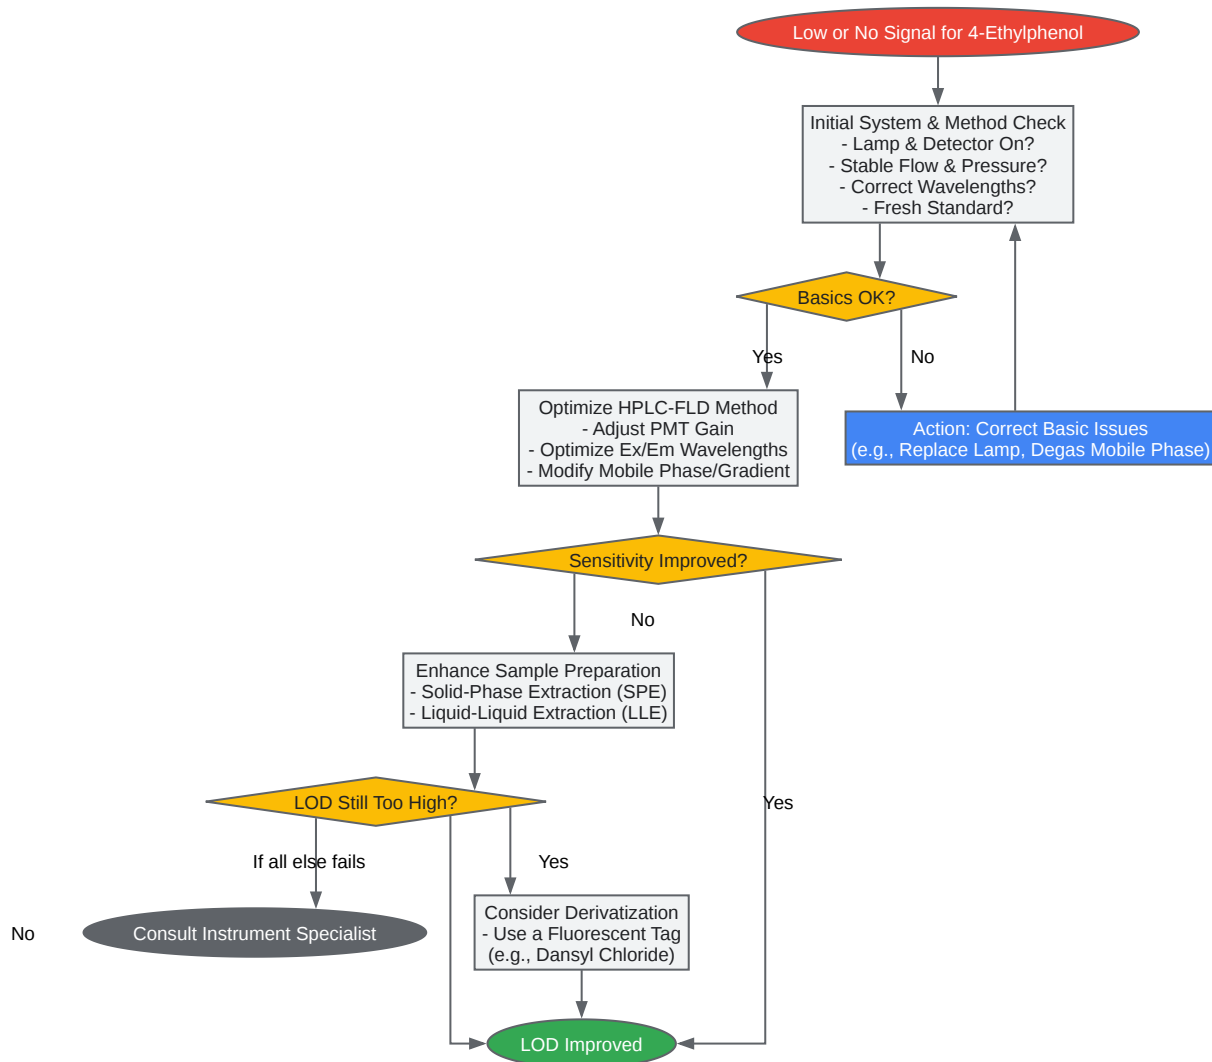 Low or No Signal for 4-Ethylphenol
Initial System & Method Check
- Lamp & Detector On?
- Stable Flow & Pressure?
- Correct Wavelengths?
- Fresh Standard?
Basics OK?
Yes
No
Optimize HPLC-FLD Method
- Adjust PMT Gain
- Optimize Ex/Em Wavelengths
- Modify Mobile Phase/Gradient
Action: Correct Basic Issues
(e.g., Replace Lamp, Degas Mobile Phase)
Sensitivity Improved?
No
Enhance Sample Preparation
- Solid-Phase Extraction (SPE)
- Liquid-Liquid Extraction (LLE)
LOD Still Too High?
Yes
If all else fails
Yes
Consider Derivatization
- Use a Fluorescent Tag
(e.g., Dansyl Chloride)
No
Consult Instrument Specialist
LOD Improved